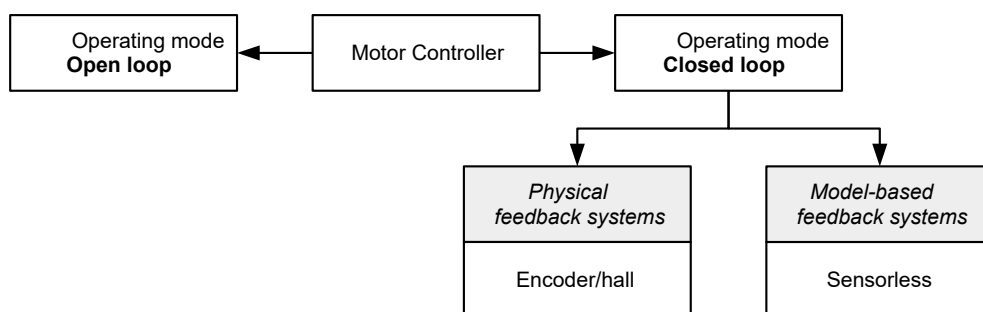 Operating mode
Open loop
Motor Controller
Operating mode
Closed loop
Physical
feedback systems
Encoder/hall
Model-based
feedback systems
Sensorless